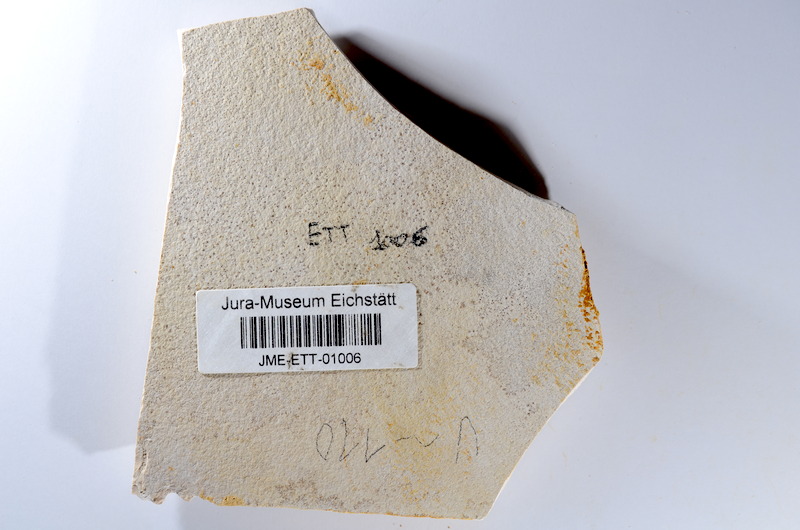 ETT 1006
Jura-Museum Eichstätt
JME-ETT-01006